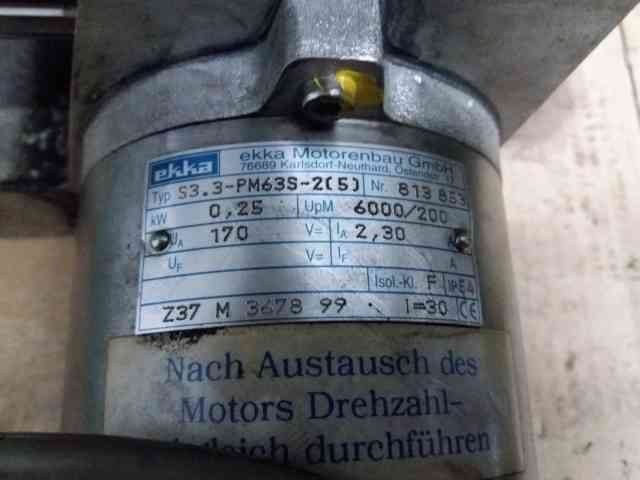 ekka ekka Motorenbau GmbH
76689 Karlsdorf-Neuthard, Ostendstr.
Typ S3.3-PM63S-2(5) Nr. 813 853
kW 0,25 UpM 6000/200
UA 170 V= IA 2,30 A
UF V= IF A
Isol.-Kl. F IP54
Z37 M 3678 99 . i=30 CE
Nach Austausch des
Motors Drehzahl-
durchführen